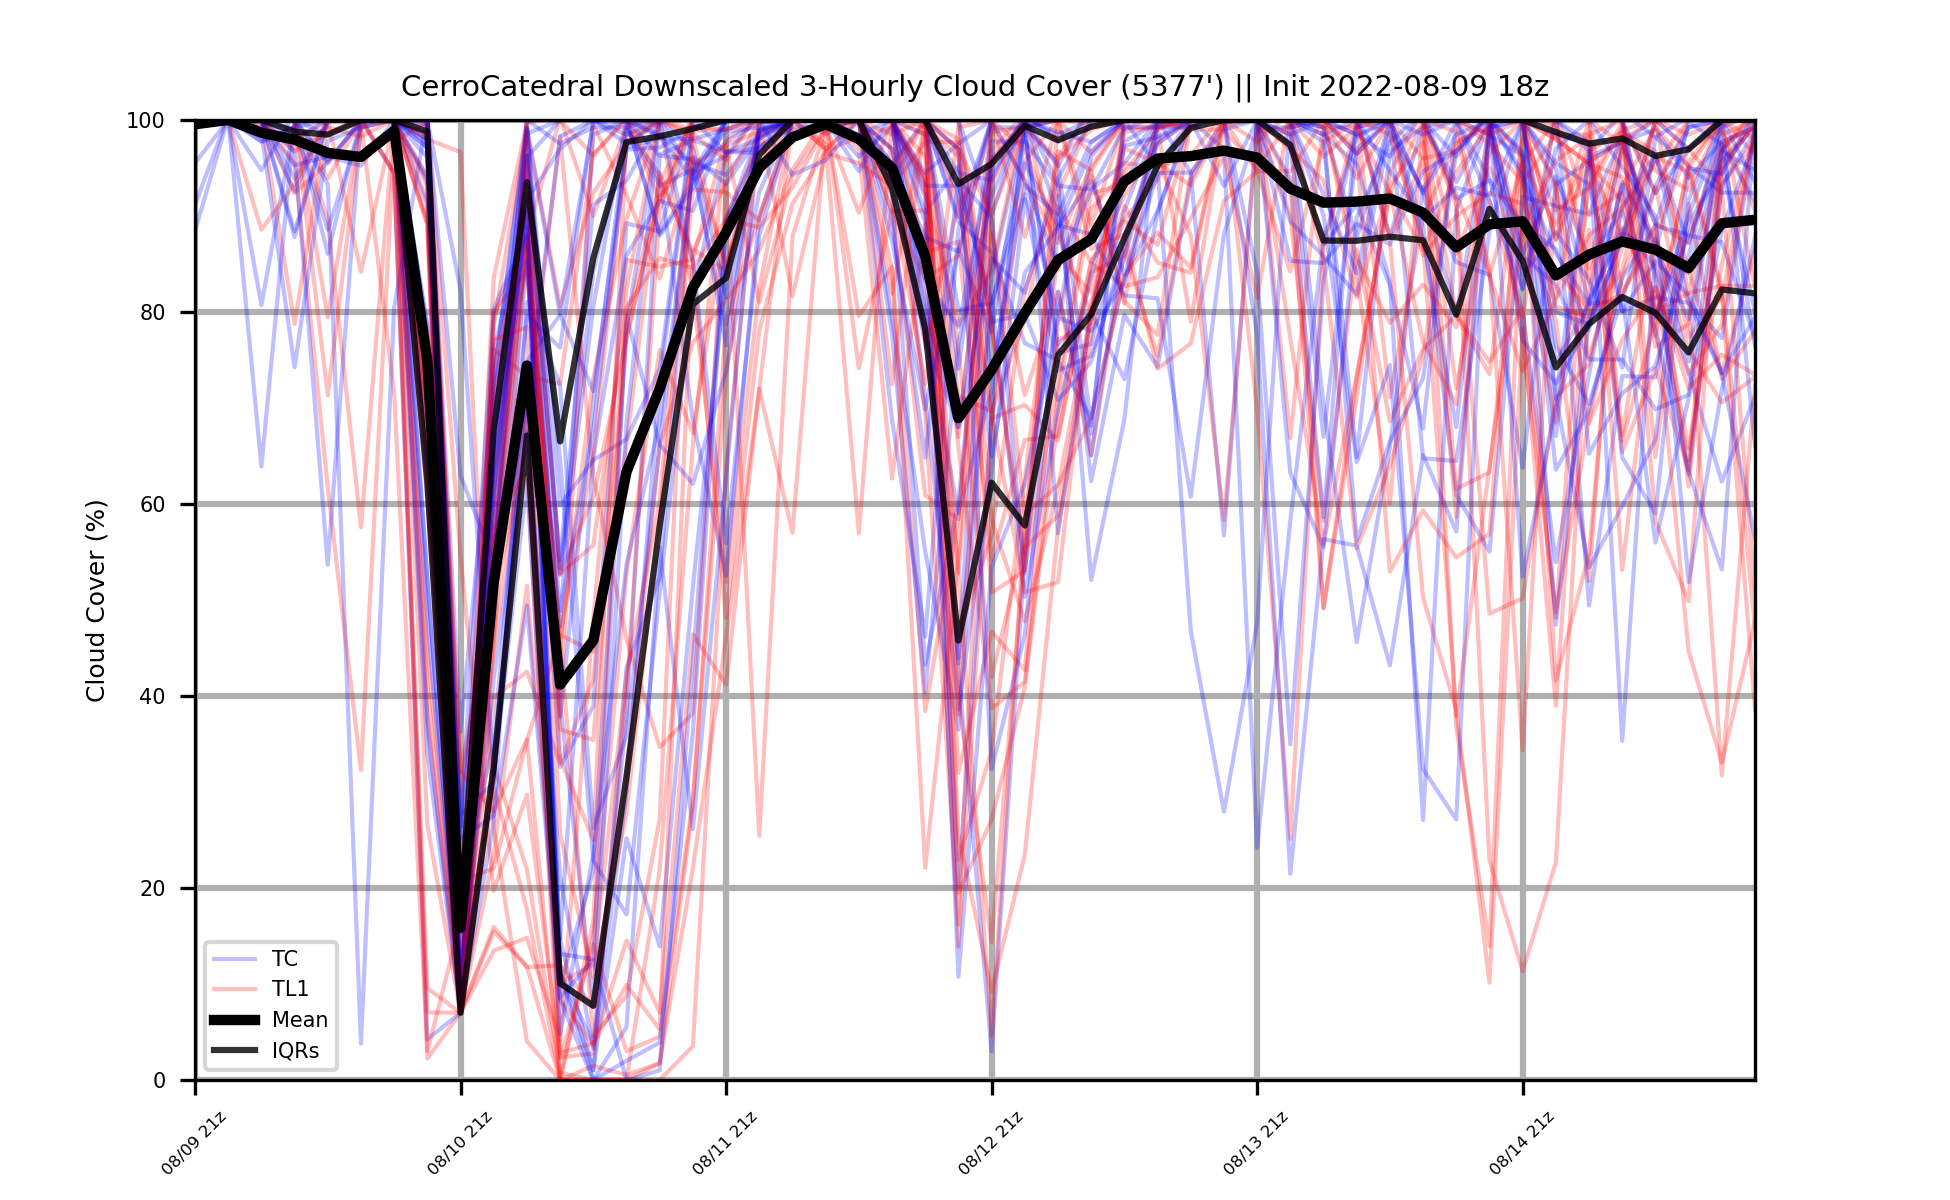 CerroCatedral Downscaled 3-Hourly Cloud Cover (5377') || Init 2022-08-09 18z
Cloud Cover (%)
100
80
60
40
20
0
TC
TL1
Mean
IQRs
08/09 21z
08/10 21z
08/11 21z
08/12 21z
08/13 21z
08/14 21z